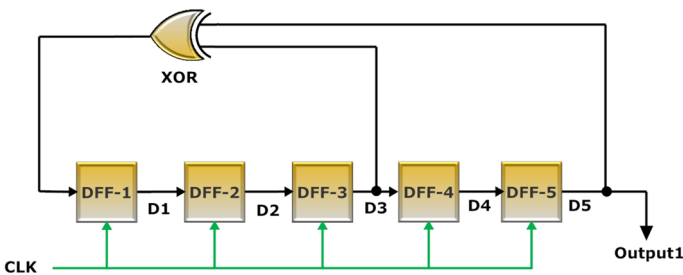 XOR
DFF-1
D1
DFF-2
D2
DFF-3
D3
DFF-4
D4
DFF-5
D5
Output1
CLK